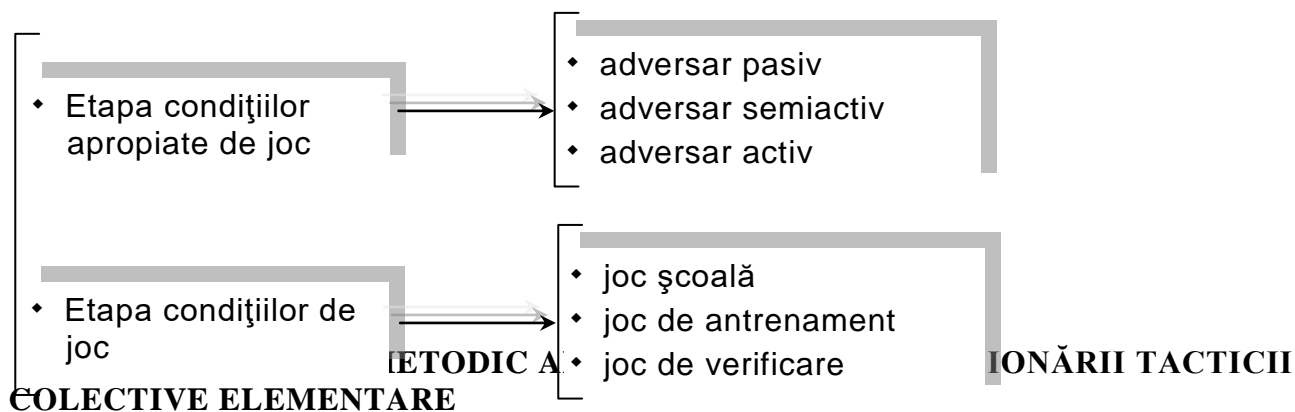 Etapa condiţiilor
apropiate de joc
adversar pasiv
adversar semiactiv
adversar activ
Etapa condiţiilor de
joc
joc şcoală
joc de antrenament
joc de verificare
COLECTIVE ELEMENTARE TACTICII